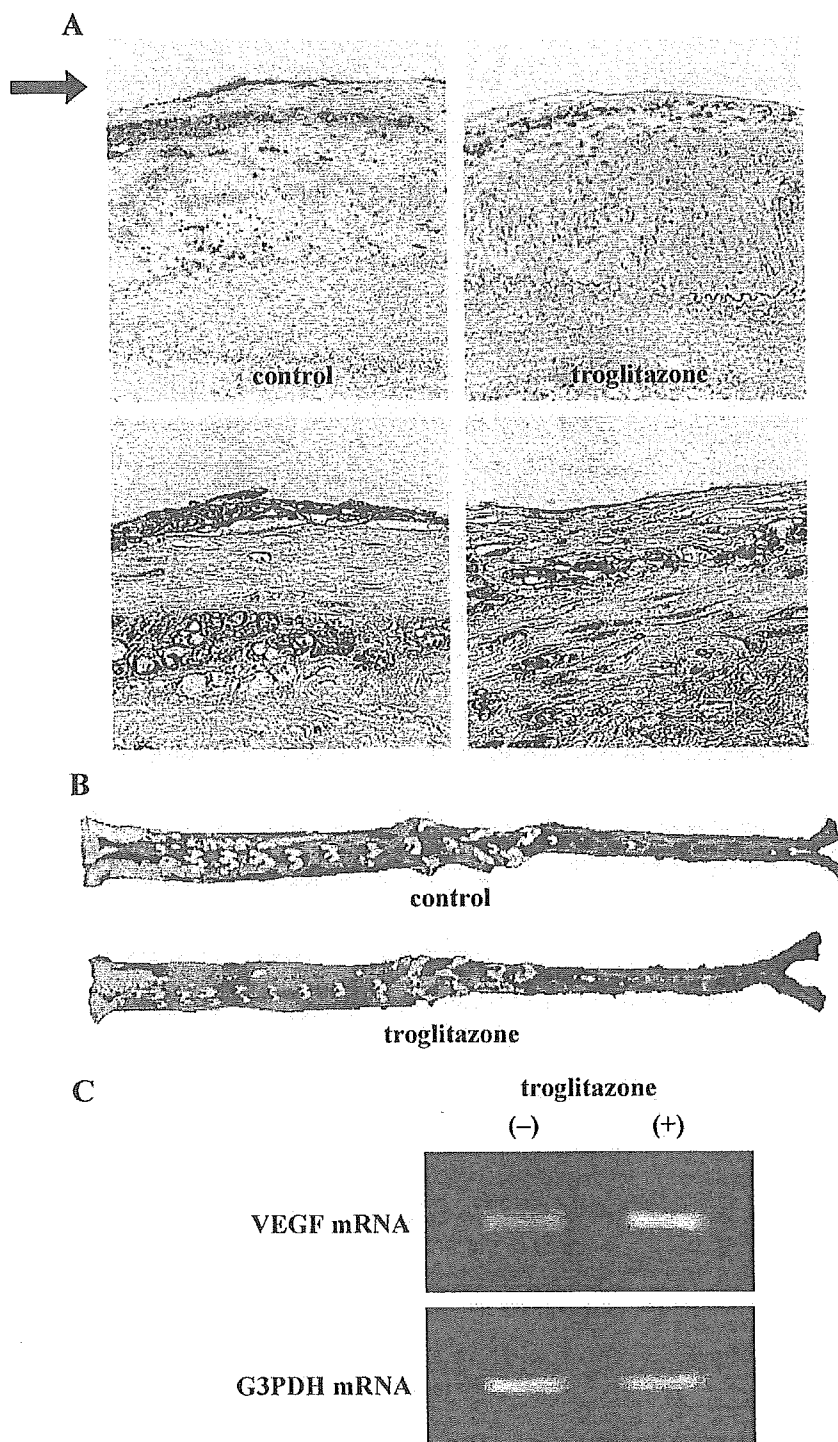 A
control troglitazone
B
control
troglitazone
C
troglitazone
(–) (+)
VEGF mRNA
G3PDH mRNA